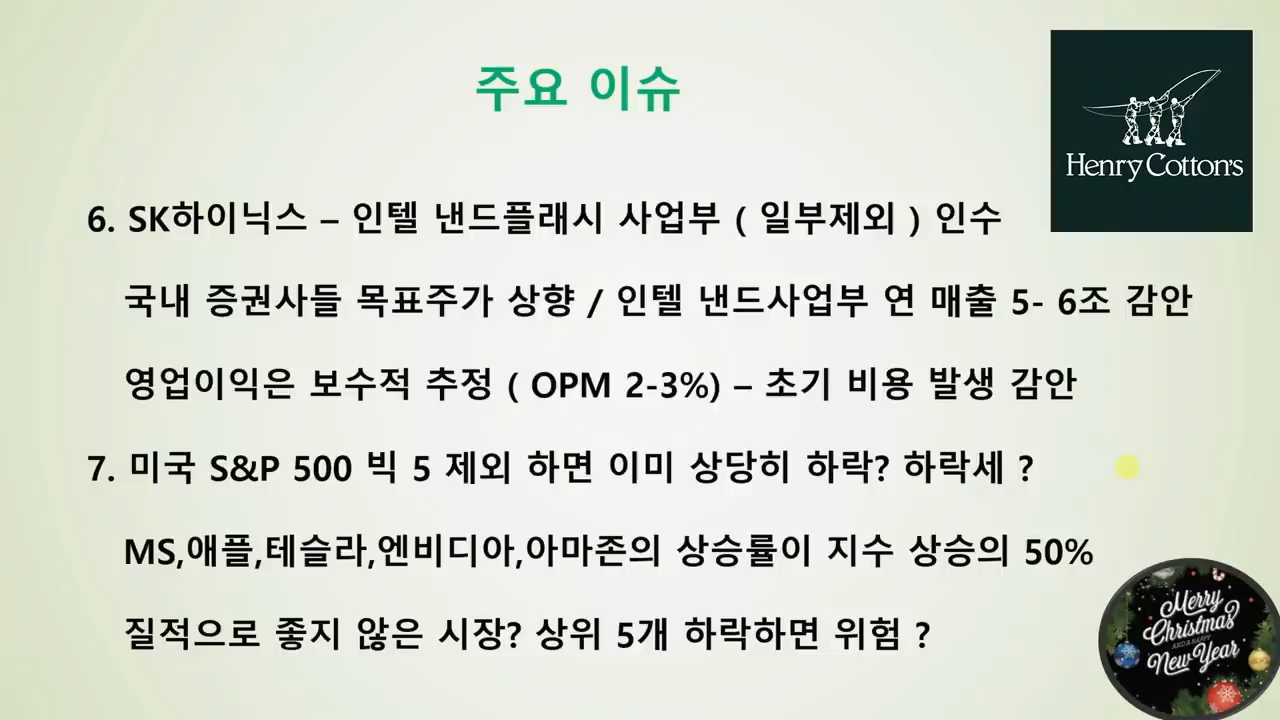 주요 이슈
Henry Cotton's
6. SK하이닉스 – 인텔 낸드플래시 사업부 ( 일부제외 ) 인수
국내 증권사들 목표주가 상향 / 인텔 낸드사업부 연 매출 5- 6조 감안
영업이익은 보수적 추정 ( OPM 2-3%) – 초기 비용 발생 감안
7. 미국 S&P 500 빅 5 제외 하면 이미 상당히 하락? 하락세 ?
MS,애플,테슬라,엔비디아,아마존의 상승률이 지수 상승의 50%
질적으로 좋지 않은 시장? 상위 5개 하락하면 위험 ?
Merry
Christmas
AND A HAPPY
New Year